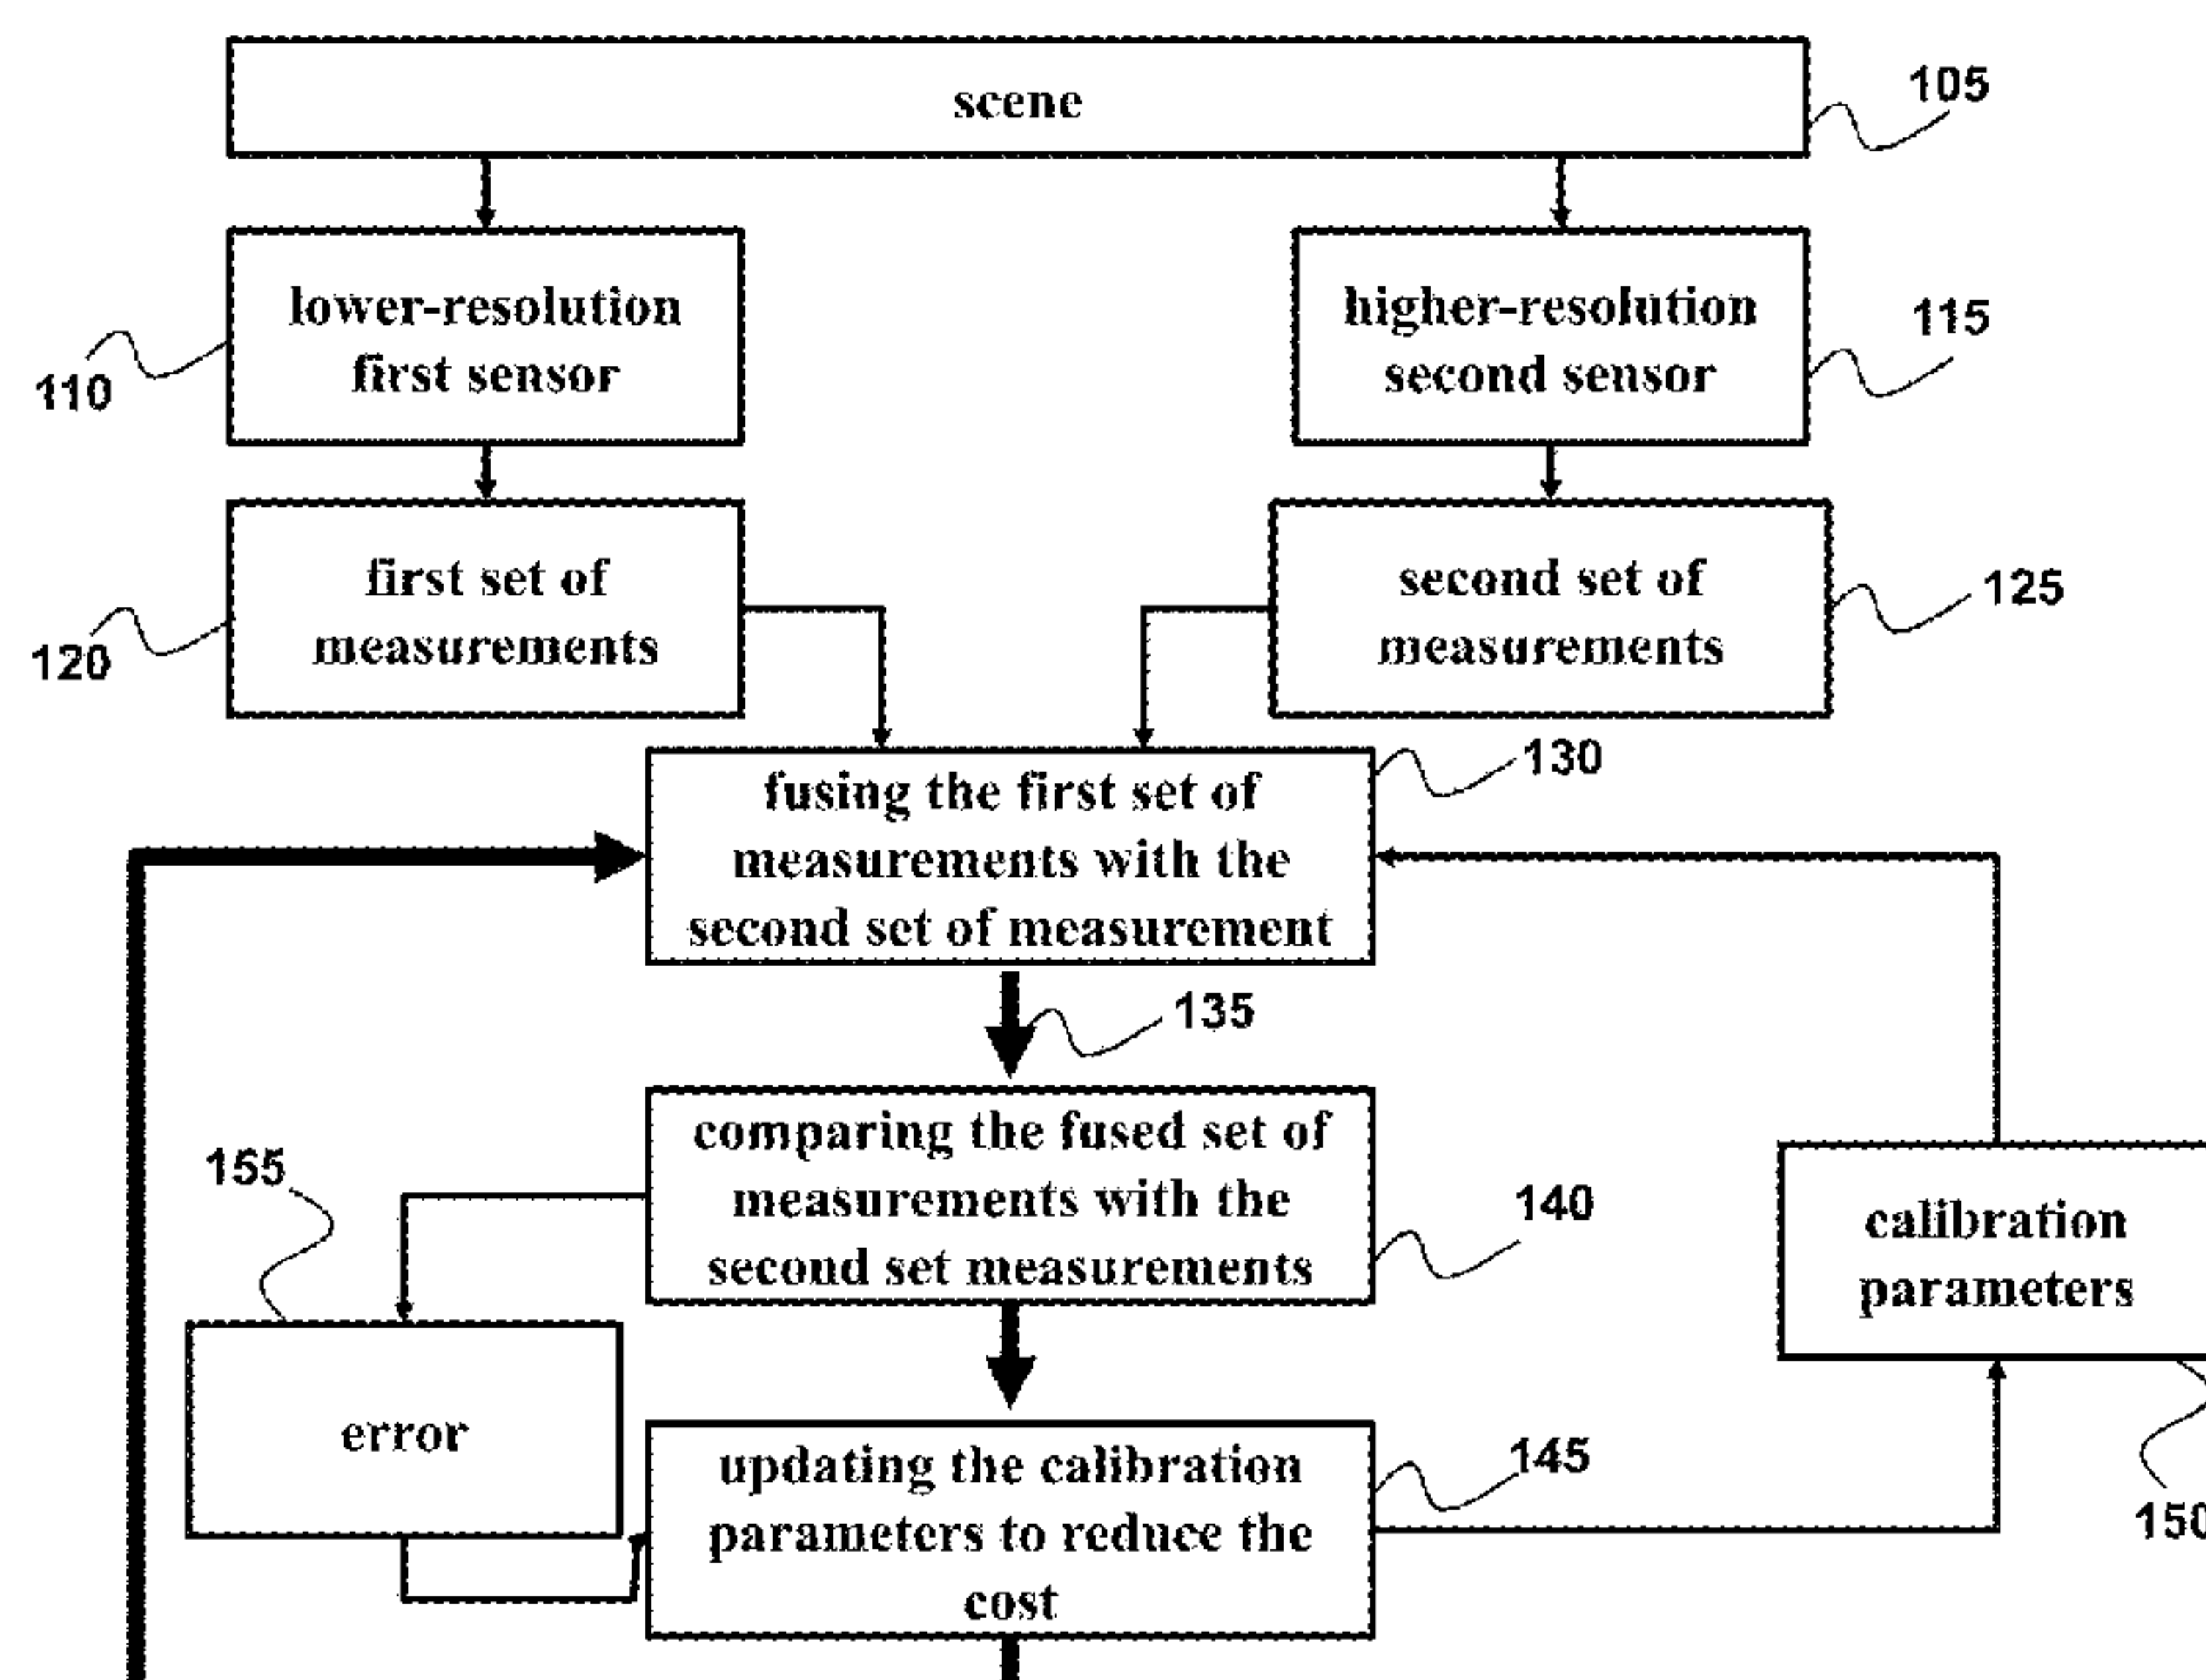 scene
105
lower-resolution
first sensor
110
higher-resolution
second sensor
115
first set of
measurements
120
second set of
measurements
125
fusing the first set of
measurements with the
second set of measurement
130
135
comparing the fused set of
measurements with the
second set measurements
140
155
error
calibration
parameters
150
updating the calibration
parameters to reduce the
cost
145